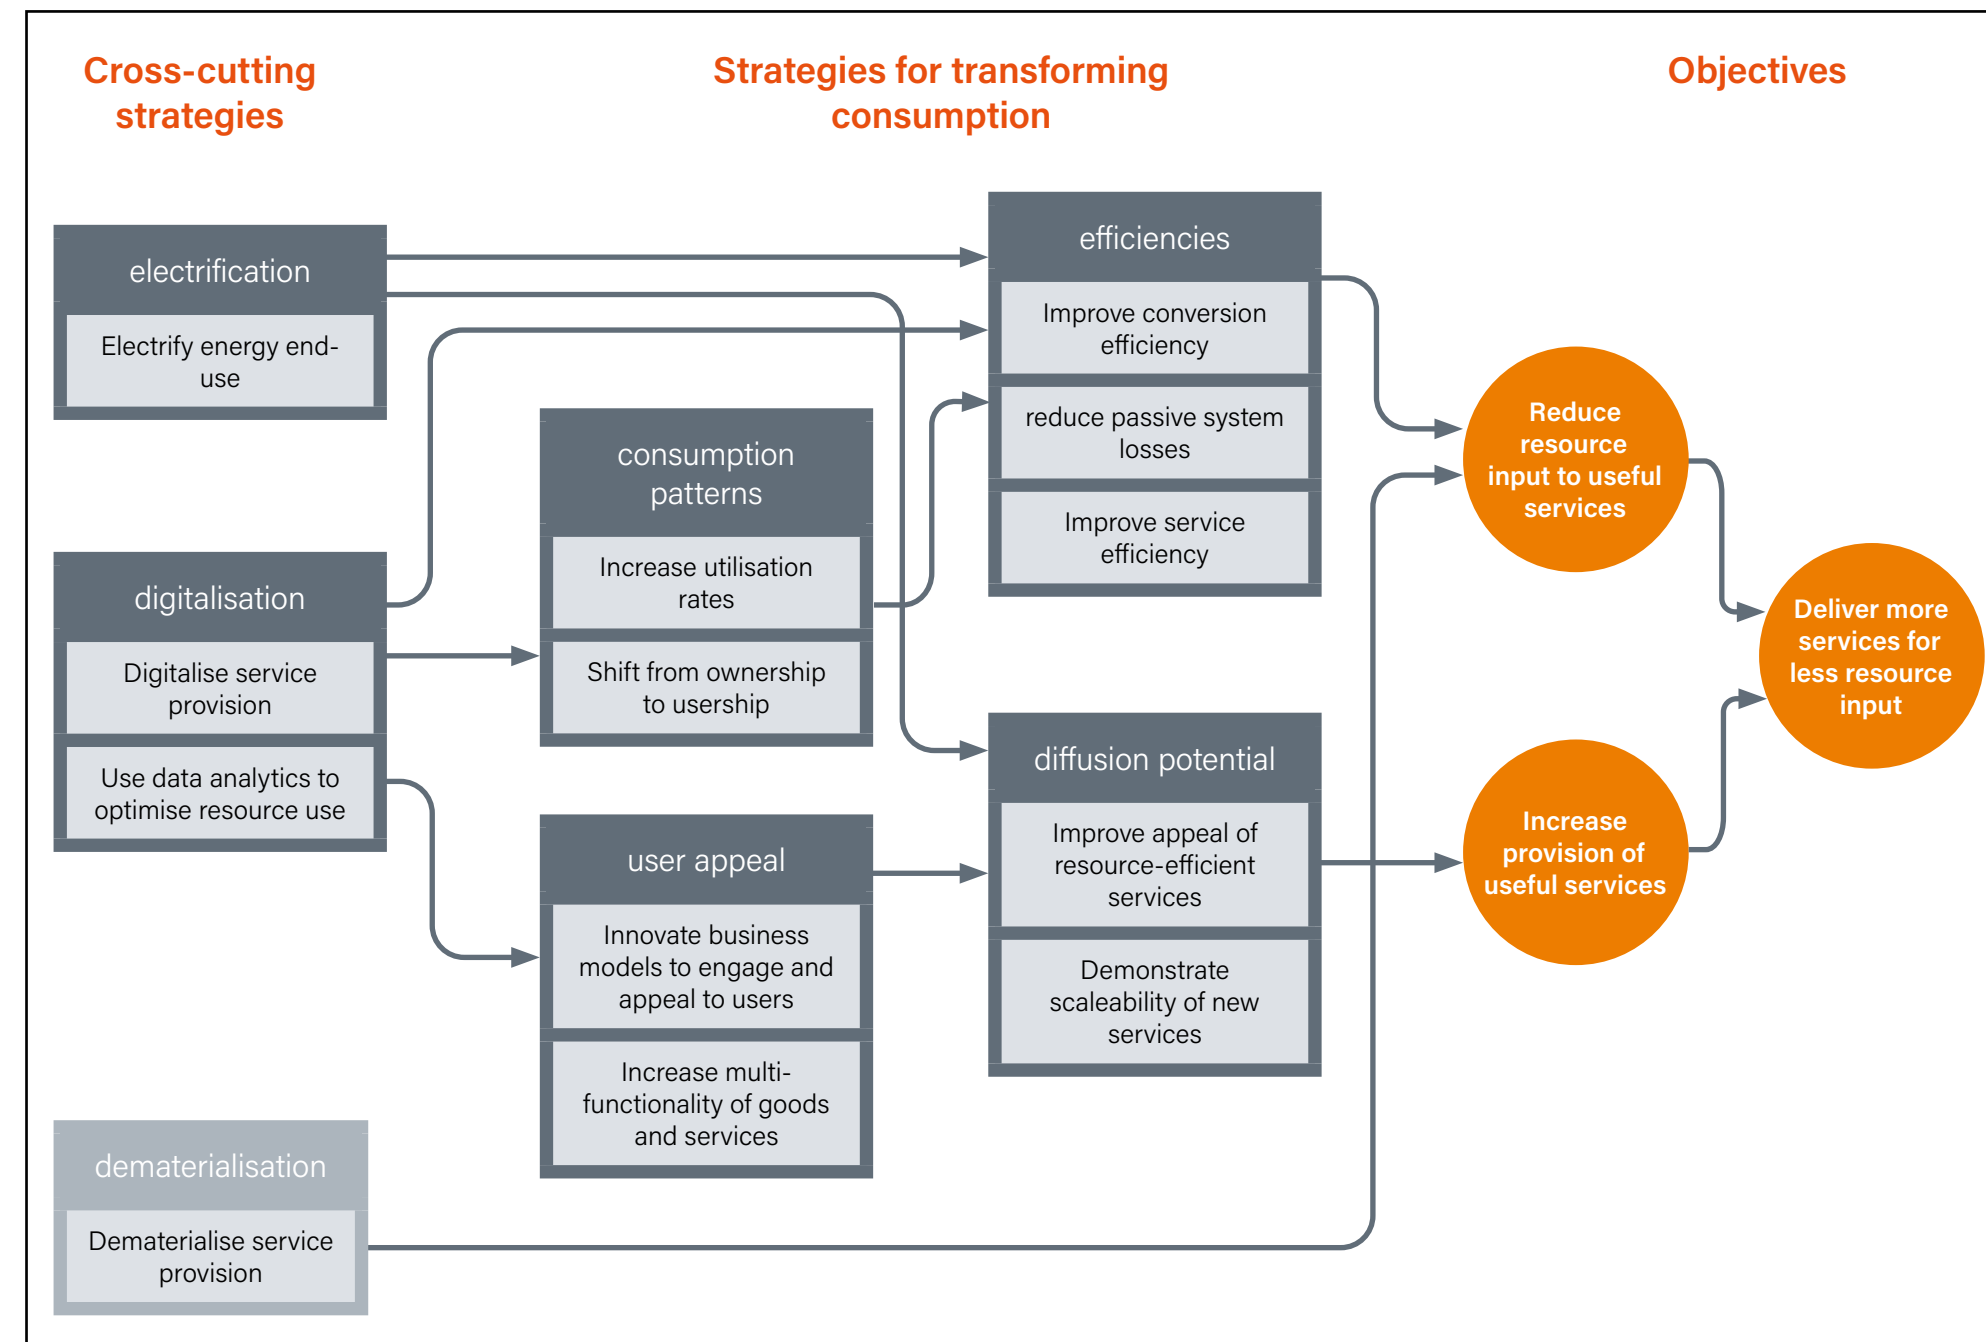 Cross-cutting
strategies
Strategies for transforming
consumption
Objectives
electrification
Electrify energy end-
use
digitalisation
Digitalise service
provision
Use data analytics to
optimise resource use
dematerialisation
Dematerialise service
provision
consumption
patterns
Increase utilisation
rates
Shift from ownership
to usership
user appeal
Innovate business
models to engage and
appeal to users
Increase multi-
functionality of goods
and services
efficiencies
Improve conversion
efficiency
reduce passive system
losses
Improve service
efficiency
diffusion potential
Improve appeal of
resource-efficient
services
Demonstrate
scaleability of new
services
Reduce
resource
input to useful
services
Increase
provision of
useful services
Deliver more
services for
less resource
input